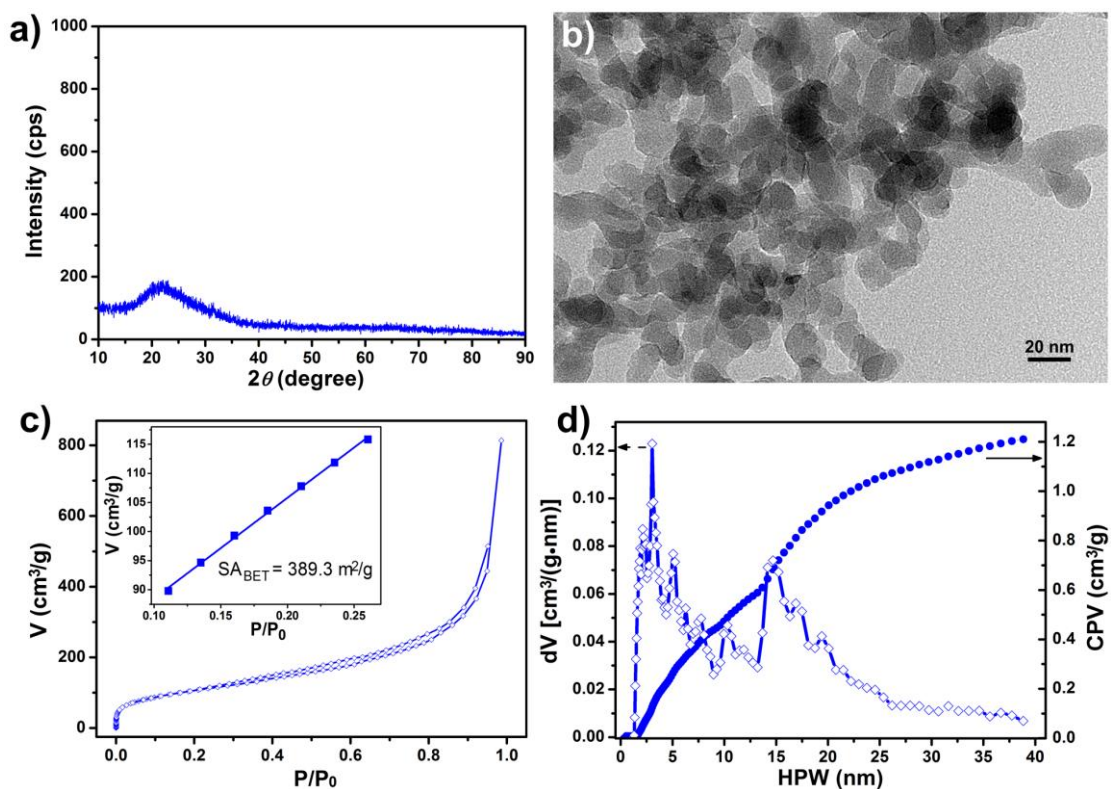 a)
1000
800
600
400
200
0
Intensity (cps)
10 20 30 40 50 60 70 80 90
2θ (degree)
b)
20 nm
c)
800
600
400
200
0
V (cm³/g)
0.0 0.2 0.4 0.6 0.8 1.0
P/P₀
115
110
105
100
95
90
V (cm³/g)
SA_BET = 389.3 m²/g
0.10 0.15 0.20 0.25
P/P₀
d)
0.12
0.10
0.08
0.06
0.04
0.02
0.00
dV [cm³/(g·nm)]
0 5 10 15 20 25 30 35 40
HPW (nm)
1.2
1.0
0.8
0.6
0.4
0.2
0.0
CPV (cm³/g)